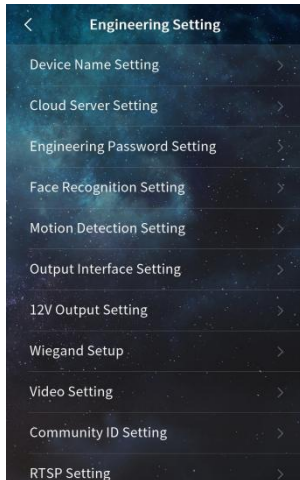 Engineering Setting
Device Name Setting
Cloud Server Setting
Engineering Password Setting
Face Recognition Setting
Motion Detection Setting
Output Interface Setting
12V Output Setting
Wiegand Setup
Video Setting
Community ID Setting
RTSP Setting